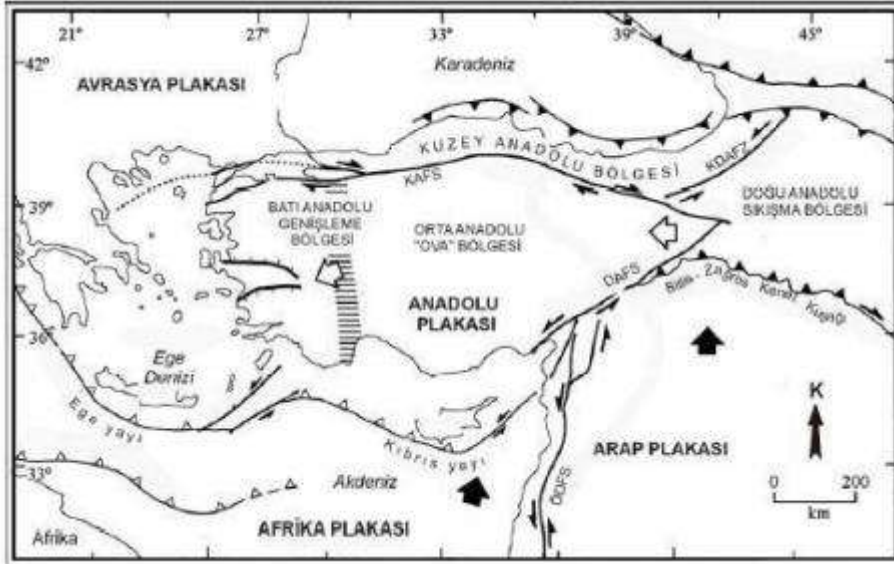 21° 27° 33° 39° 45°
42°
Karadeniz
AVRASYA PLAKASI
KUZEY ANADOLU BÖLGESİ
KAFS
KDAFZ
39°
BATI ANADOLU
GENİŞLEME
BÖLGESİ
ORTA ANADOLU
"OVA" BÖLGESİ
DOĞU ANADOLU
SIKIŞMA BÖLGESİ
DAFS
Bitlis - Zagros Kenet Kuşağı
ANADOLU
PLAKASI
36°
Ege
Denizi
Ege yayı
Kıbrıs yayı
ARAP PLAKASI
K
33°
Akdeniz
DDFS
0 200
km
Afrika
AFRİKA PLAKASI